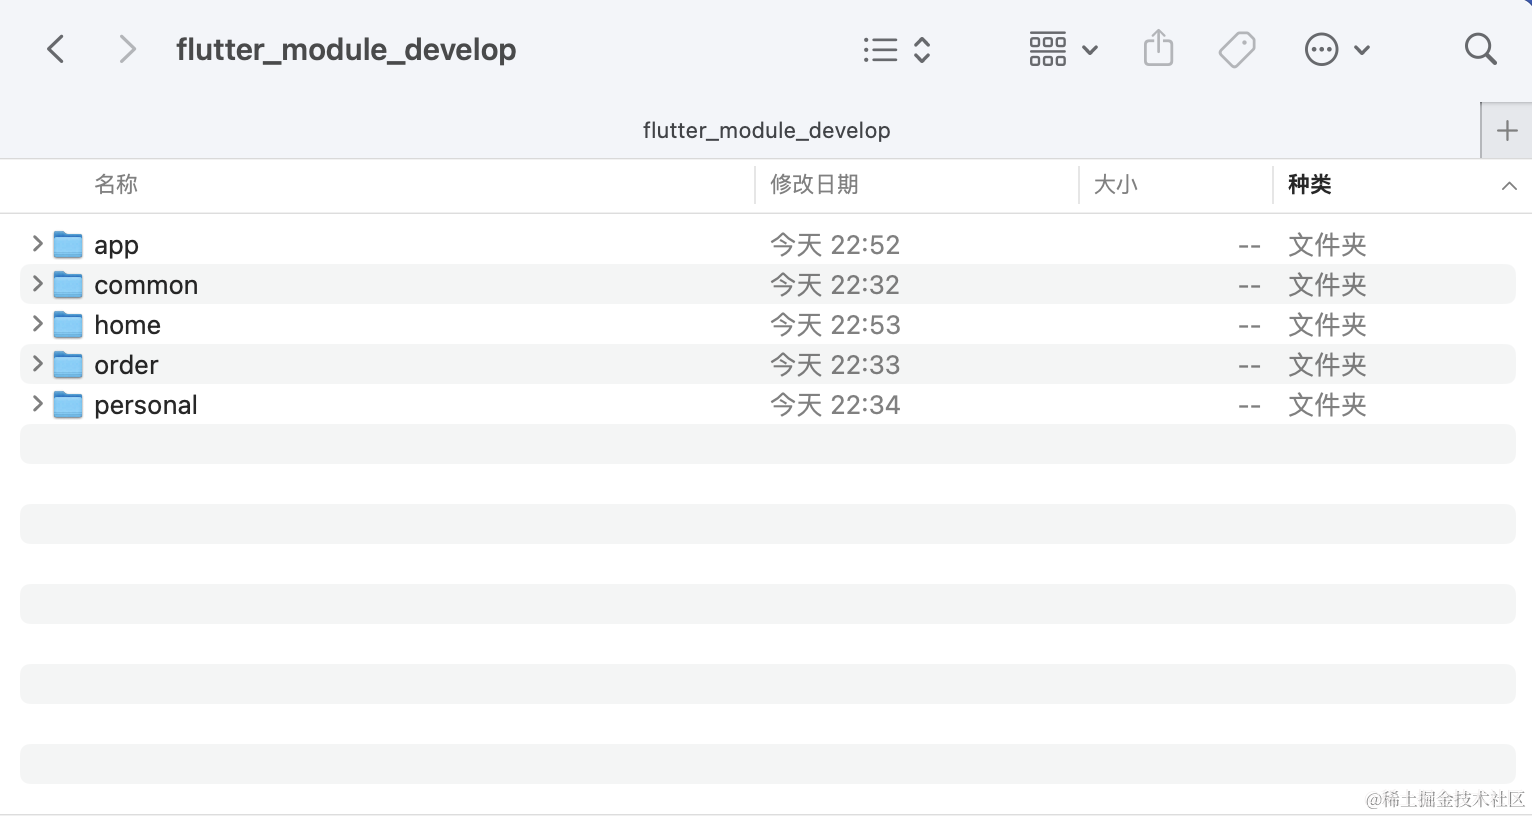 flutter_module_develop
flutter_module_develop
名称 修改日期 大小 种类
app 今天 22:52 -- 文件夹
common 今天 22:32 -- 文件夹
home 今天 22:53 -- 文件夹
order 今天 22:33 -- 文件夹
personal 今天 22:34 -- 文件夹
@稀土掘金技术社区